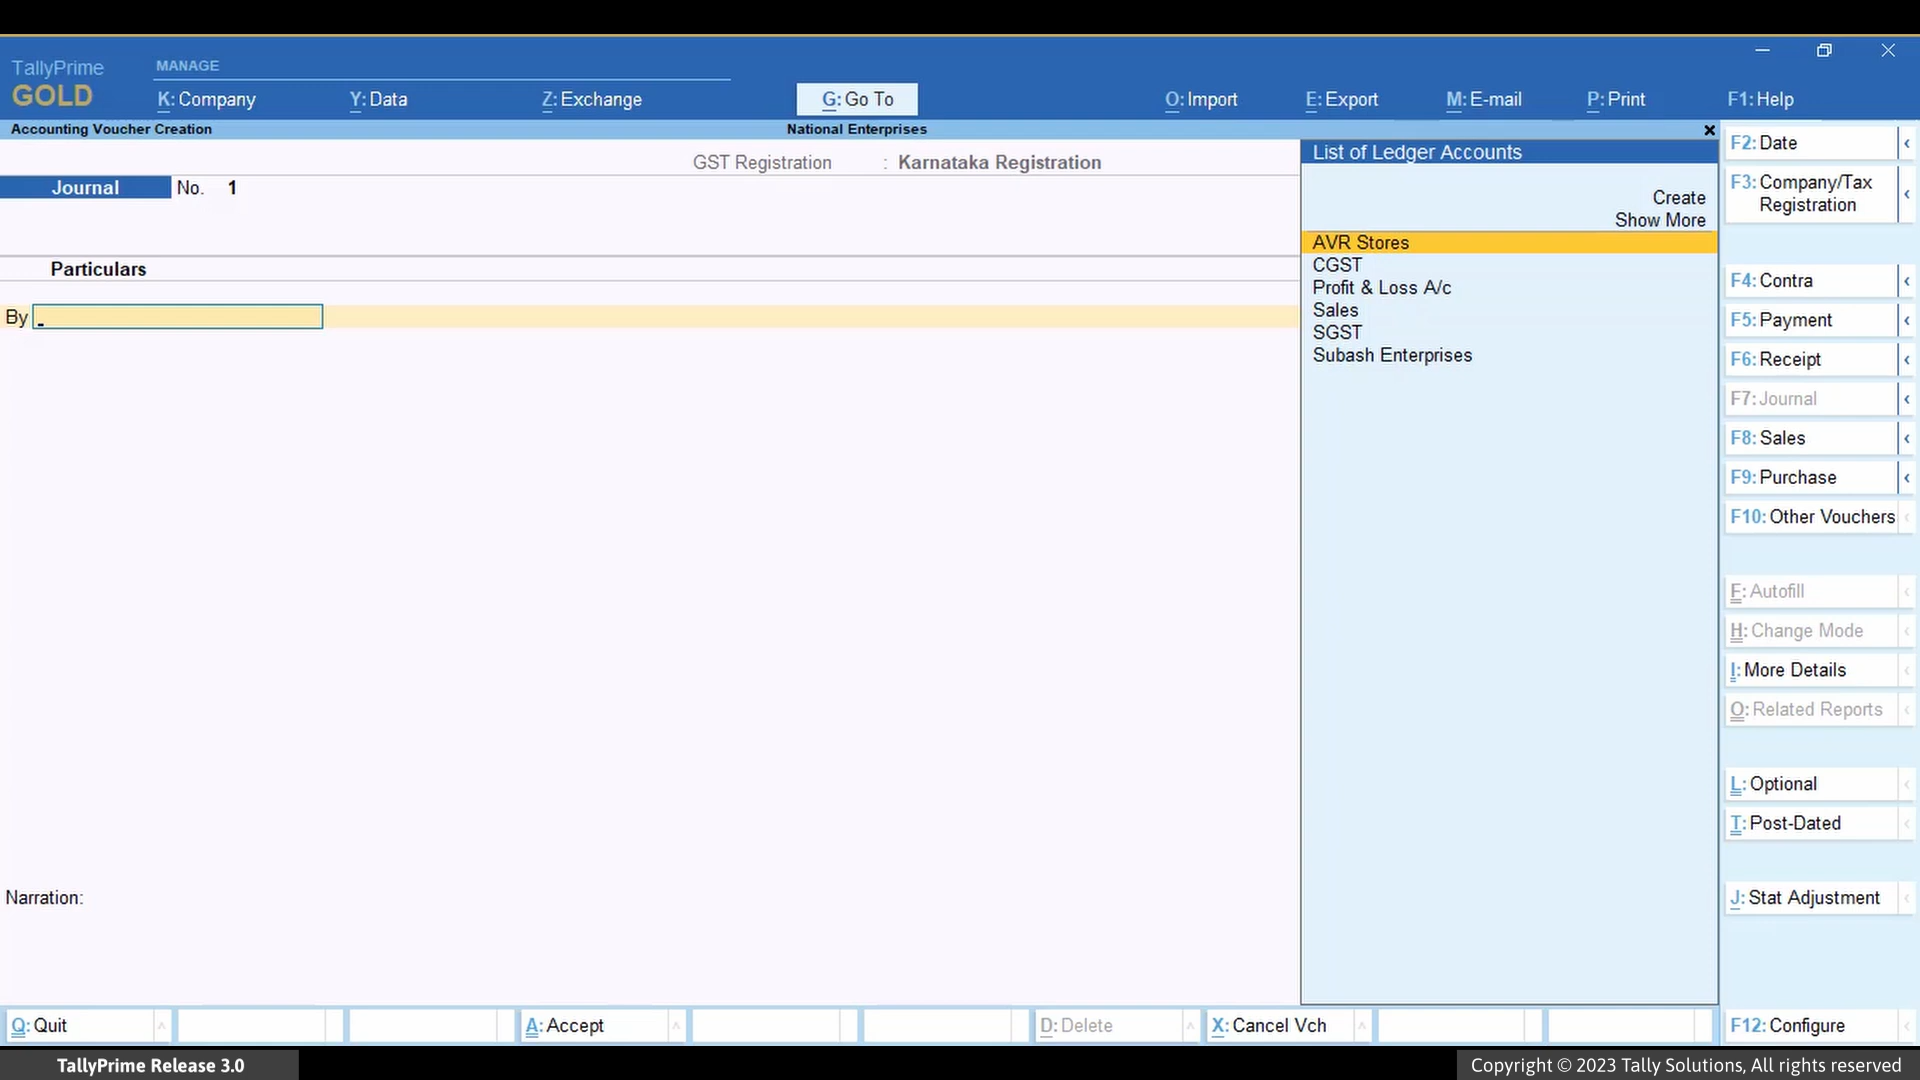 TallyPrime
GOLD
MANAGE
K: Company
Y: Data
Z: Exchange
G: Go To
O: Import
E: Export
M: E-mail
P: Print
F1: Help
Accounting Voucher Creation
National Enterprises
GST Registration : Karnataka Registration
Journal No. 1
Particulars
By
Narration:
List of Ledger Accounts
Create
Show More
AVR Stores
CGST
Profit & Loss A/c
Sales
SGST
Subash Enterprises
F2: Date
F3: Company/Tax
Registration
F4: Contra
F5: Payment
F6: Receipt
F7: Journal
F8: Sales
F9: Purchase
F10: Other Vouchers
F: Autofill
H: Change Mode
I: More Details
O: Related Reports
L: Optional
T: Post-Dated
J: Stat Adjustment
Q: Quit
A: Accept
D: Delete
X: Cancel Vch
F12: Configure
TallyPrime Release 3.0
Copyright © 2023 Tally Solutions, All rights reserved